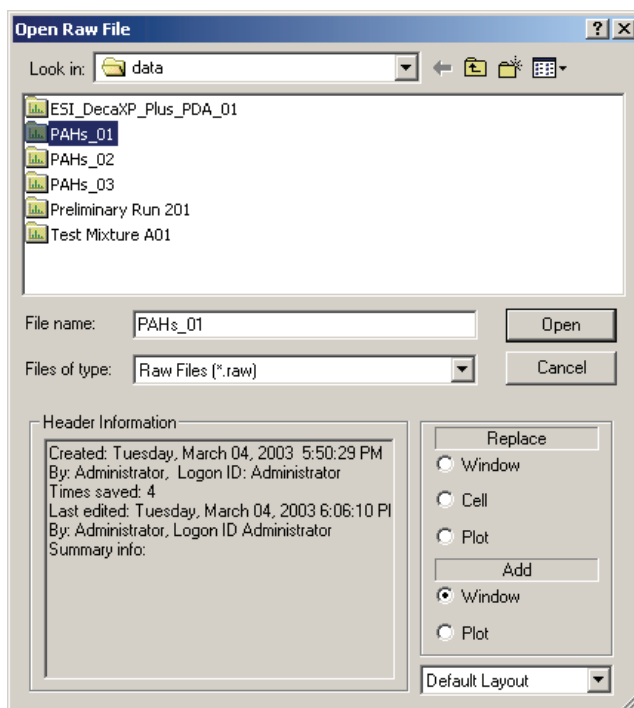 Open Raw File
Look in: data
ESI_DecaXP_Plus_PDA_01
PAHs_01
PAHs_02
PAHs_03
Preliminary Run 201
Test Mixture A01
File name: PAHs_01 Open
Files of type: Raw Files (*.raw) Cancel
Header Information
Created: Tuesday, March 04, 2003 5:50:29 PM
By: Administrator, Logon ID: Administrator
Times saved: 4
Last edited: Tuesday, March 04, 2003 6:06:10 P
By: Administrator, Logon ID Administrator
Summary info:
Replace
Window
Cell
Plot
Add
Window
Plot
Default Layout